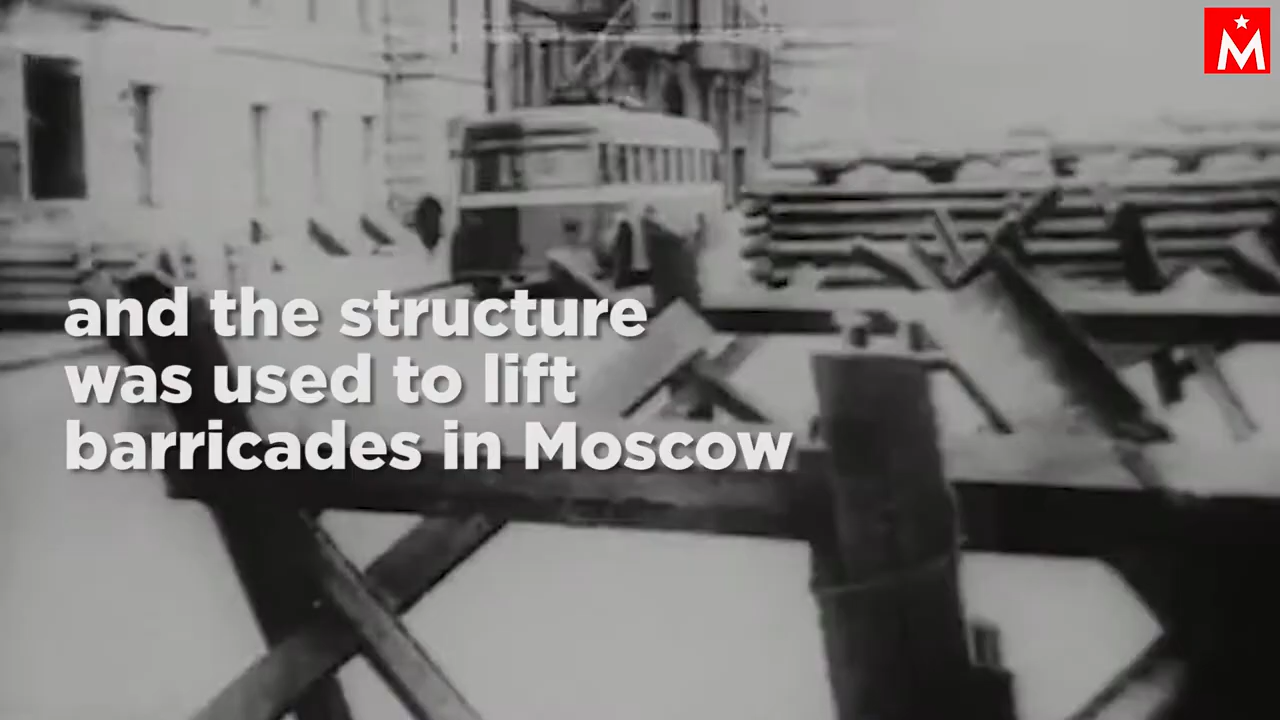 M
and the structure
was used to lift
barricades in Moscow